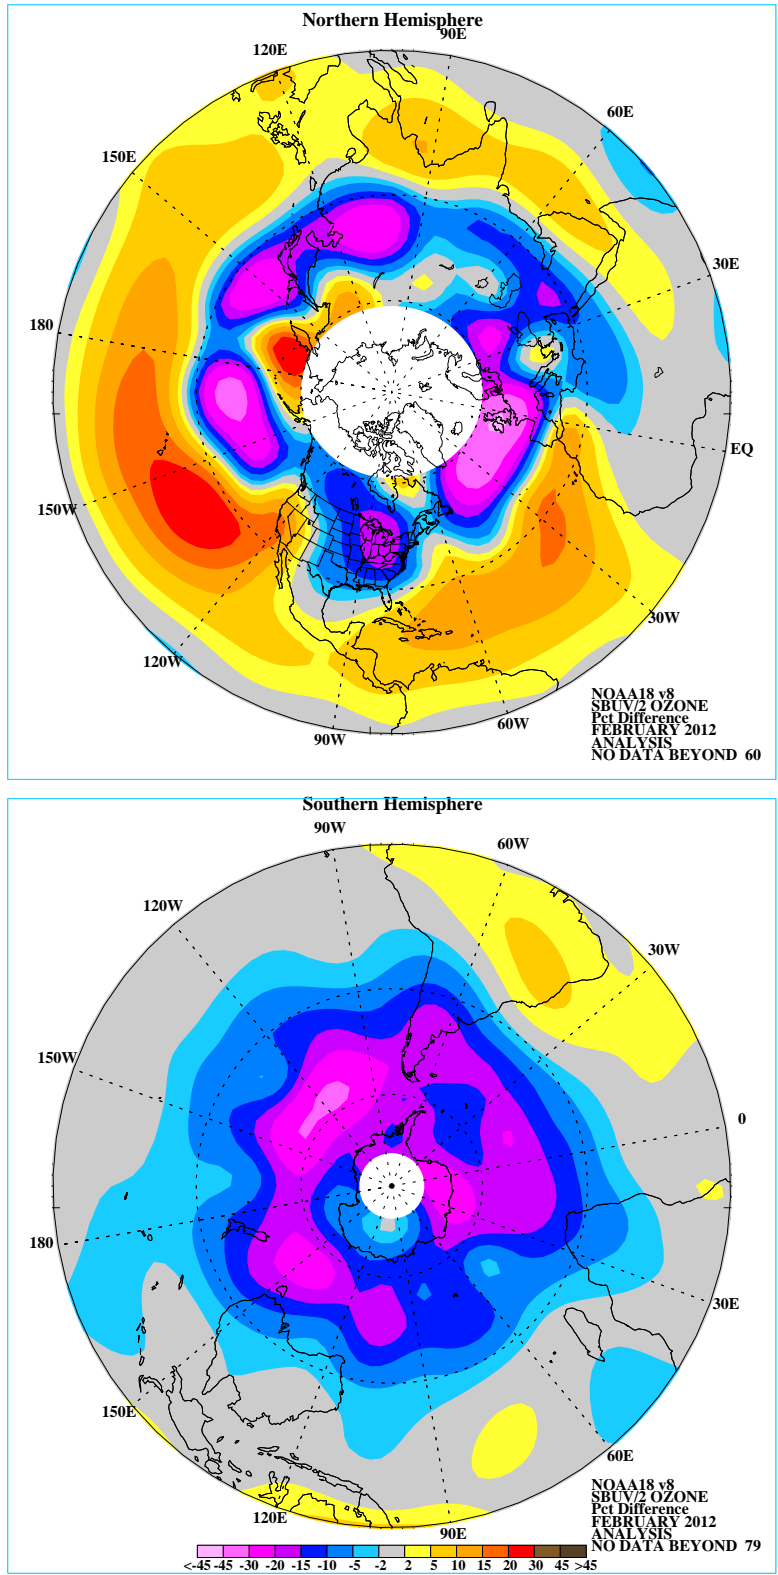 Northern Hemisphere
90E
120E
60E
150E
30E
180
EQ
150W
30W
120W
60W
90W
NOAA18 v8
SBUV/2 OZONE
Pct Difference
FEBRUARY 2012
ANALYSIS
NO DATA BEYOND 60
Southern Hemisphere
90W
60W
120W
30W
150W
0
180
30E
150E
60E
120E
90E
NOAA18 v8
SBUV/2 OZONE
Pct Difference
FEBRUARY 2012
ANALYSIS
NO DATA BEYOND 79
<-45 -45 -30 -20 -15 -10 -5 -2 2 5 10 15 20 30 45 >45